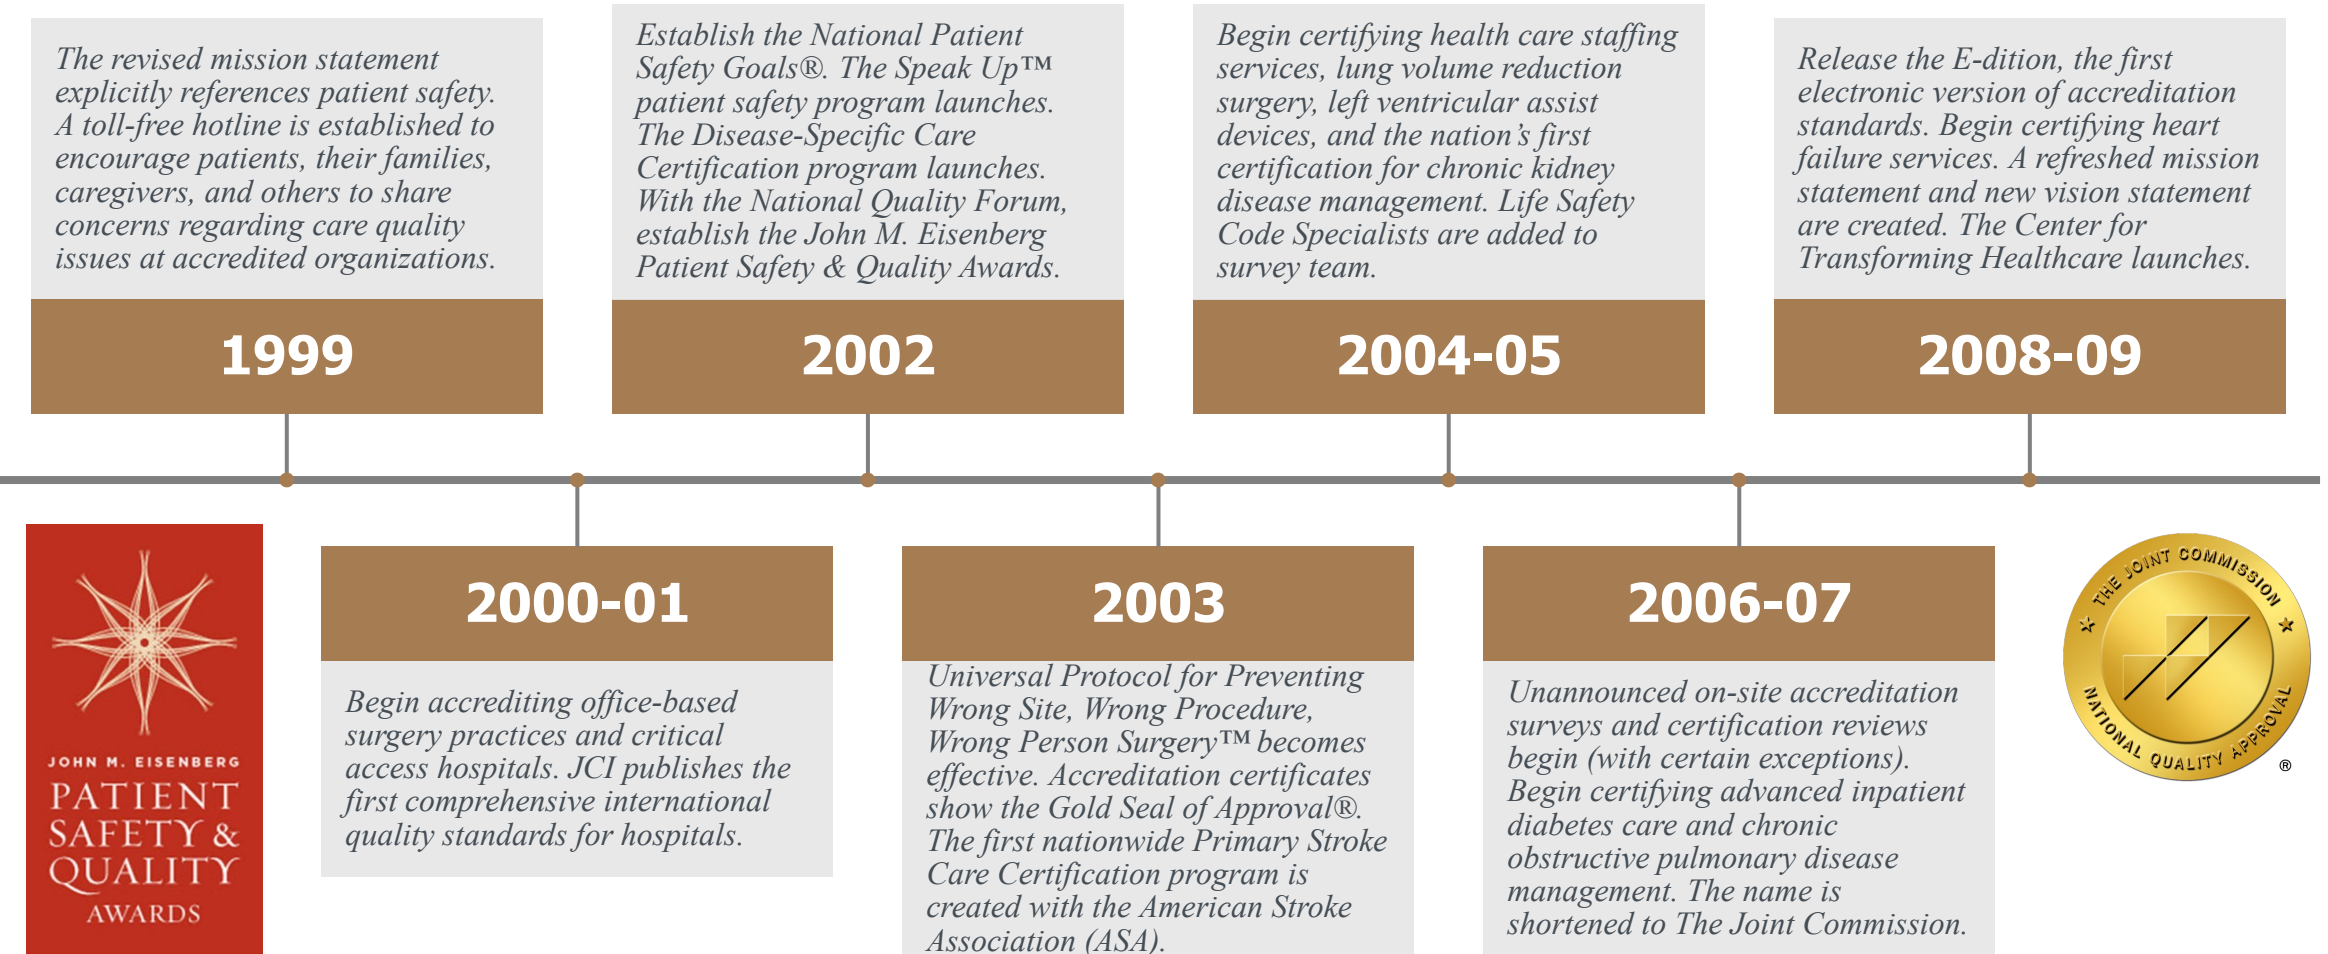 The revised mission statement
explicitly references patient safety.
A toll-free hotline is established to
encourage patients, their families,
caregivers, and others to share
concerns regarding care quality
issues at accredited organizations.
1999
Establish the National Patient
Safety Goals®. The Speak Up™
patient safety program launches.
The Disease-Specific Care
Certification program launches.
With the National Quality Forum,
establish the John M. Eisenberg
Patient Safety & Quality Awards.
2002
Begin certifying health care staffing
services, lung volume reduction
surgery, left ventricular assist
devices, and the nation’s first
certification for chronic kidney
disease management. Life Safety
Code Specialists are added to
survey team.
2004-05
Release the E-dition, the first
electronic version of accreditation
standards. Begin certifying heart
failure services. A refreshed mission
statement and new vision statement
are created. The Center for
Transforming Healthcare launches.
2008-09
JOHN M. EISENBERG
PATIENT
SAFETY &
QUALITY
AWARDS
2000-01
Begin accrediting office-based
surgery practices and critical
access hospitals. JCI publishes the
first comprehensive international
quality standards for hospitals.
2003
Universal Protocol for Preventing
Wrong Site, Wrong Procedure,
Wrong Person Surgery™ becomes
effective. Accreditation certificates
show the Gold Seal of Approval®.
The first nationwide Primary Stroke
Care Certification program is
created with the American Stroke
Association (ASA).
2006-07
Unannounced on-site accreditation
surveys and certification reviews
begin (with certain exceptions).
Begin certifying advanced inpatient
diabetes care and chronic
obstructive pulmonary disease
management. The name is
shortened to The Joint Commission.
THE JOINT COMMISSION
NATIONAL QUALITY APPROVAL
®